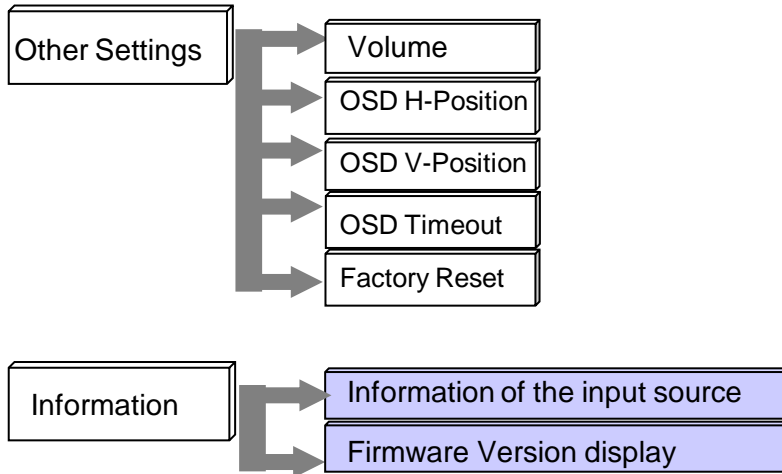 Other Settings
Volume
OSD H-Position
OSD V-Position
OSD Timeout
Factory Reset
Information
Information of the input source
Firmware Version display